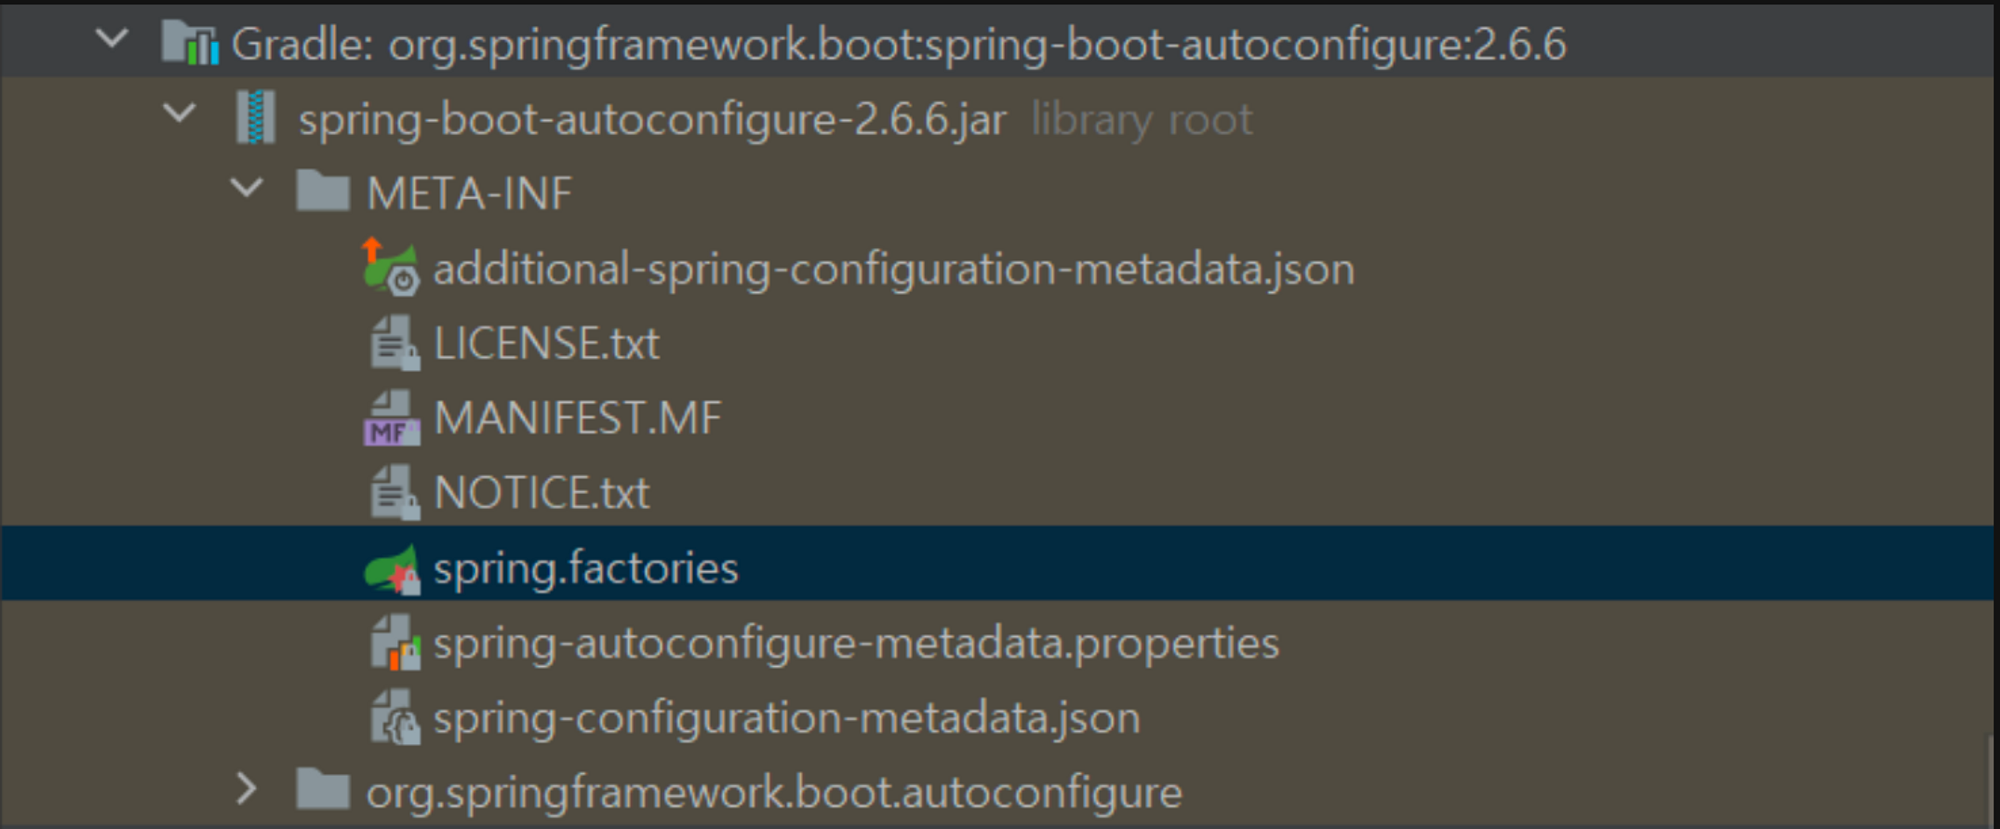 Gradle: org.springframework.boot:spring-boot-autoconfigure:2.6.6
spring-boot-autoconfigure-2.6.6.jar library root
META-INF
additional-spring-configuration-metadata.json
LICENSE.txt
MF MANIFEST.MF
NOTICE.txt
spring.factories
spring-autoconfigure-metadata.properties
spring-configuration-metadata.json
org.springframework.boot.autoconfigure